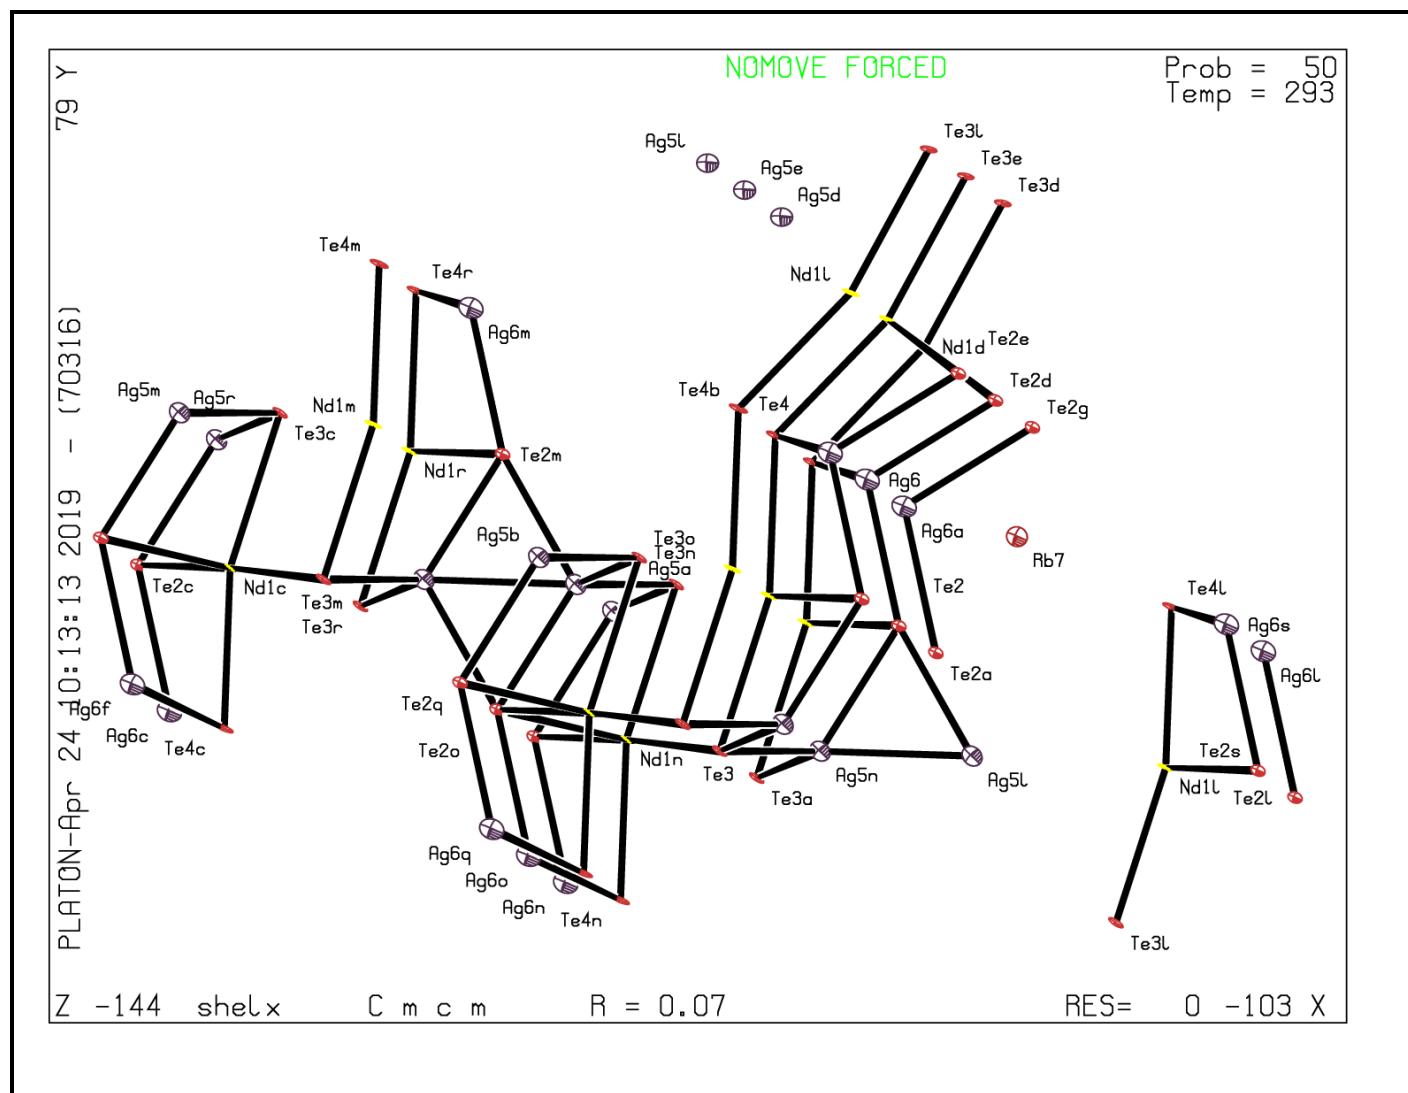 NOMOVE FORCED
Prob = 50
Temp = 293
79 Y
PLATON-Apr 24 10:13:13 2019 - (70316)
Te3l
Ag5l
Te3e
Ag5e
Te3d
Ag5d
Te4m
Te4r
Nd1l
Ag6m
Te2e
Nd1d
Te2d
Ag5m
Ag5r
Te4b
Te4
Te2g
Nd1m
Te3c
Te2m
Nd1r
Ag6
Ag6a
Ag5b
Te3o
Te3n
Rb7
Ag5a
Te2c
Nd1c
Te3m
Te2
Te3r
Te4l
Ag6s
Te2a
Ag6l
Ag6f
Te2q
Ag6c
Te4c
Te2o
Nd1n
Te3
Ag5n
Ag5l
Te2s
Nd1l
Te2l
Te3a
Ag6q
Ag6o
Ag6n
Te4n
Te3l
Z -144 shelx C m c m R = 0.07 RES= 0 -103 X